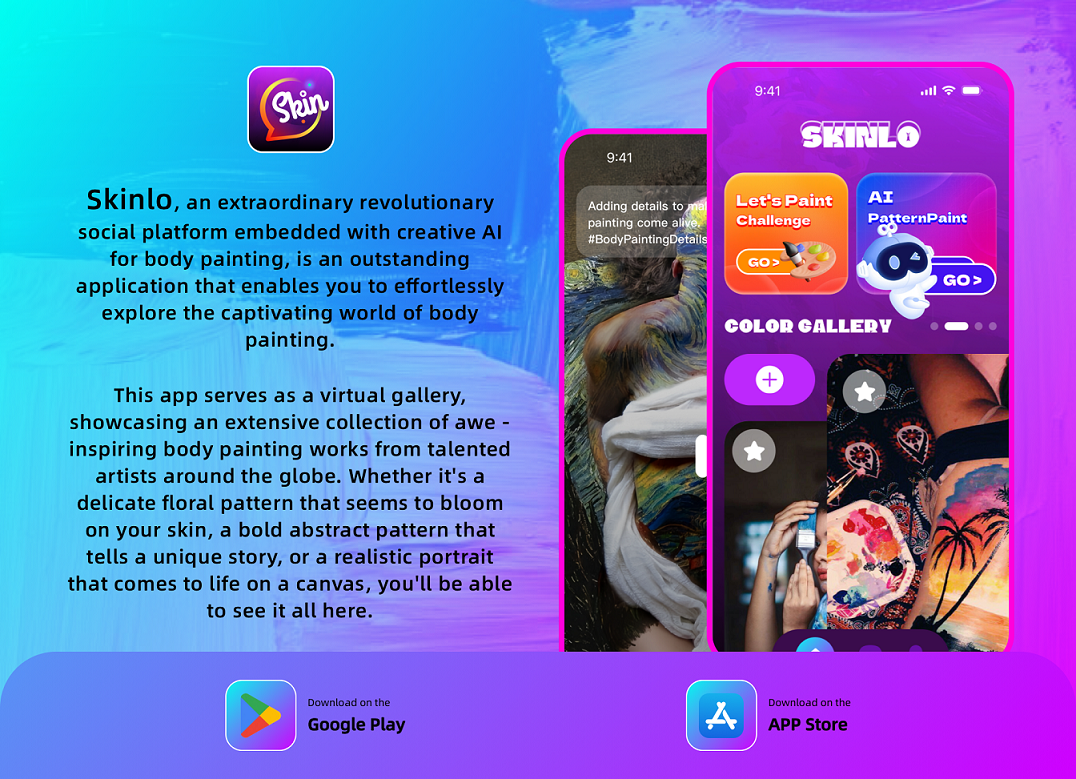 Skin
Skinlo, an extraordinary revolutionary
social platform embedded with creative AI
for body painting, is an outstanding
application that enables you to effortlessly
explore the captivating world of body
painting.
This app serves as a virtual gallery,
showcasing an extensive collection of awe -
inspiring body painting works from talented
artists around the globe. Whether it's a
delicate floral pattern that seems to bloom
on your skin, a bold abstract pattern that
tells a unique story, or a realistic portrait
that comes to life on a canvas, you'll be able
to see it all here.
9:41
Adding details to
painting come alive.
#BodyPaintingDetails
9:41
SKINLO
Let's Paint
Challenge
GO >
AI
PatternPaint
GO >
COLOR GALLERY
Download on the
Google Play
Download on the
APP Store